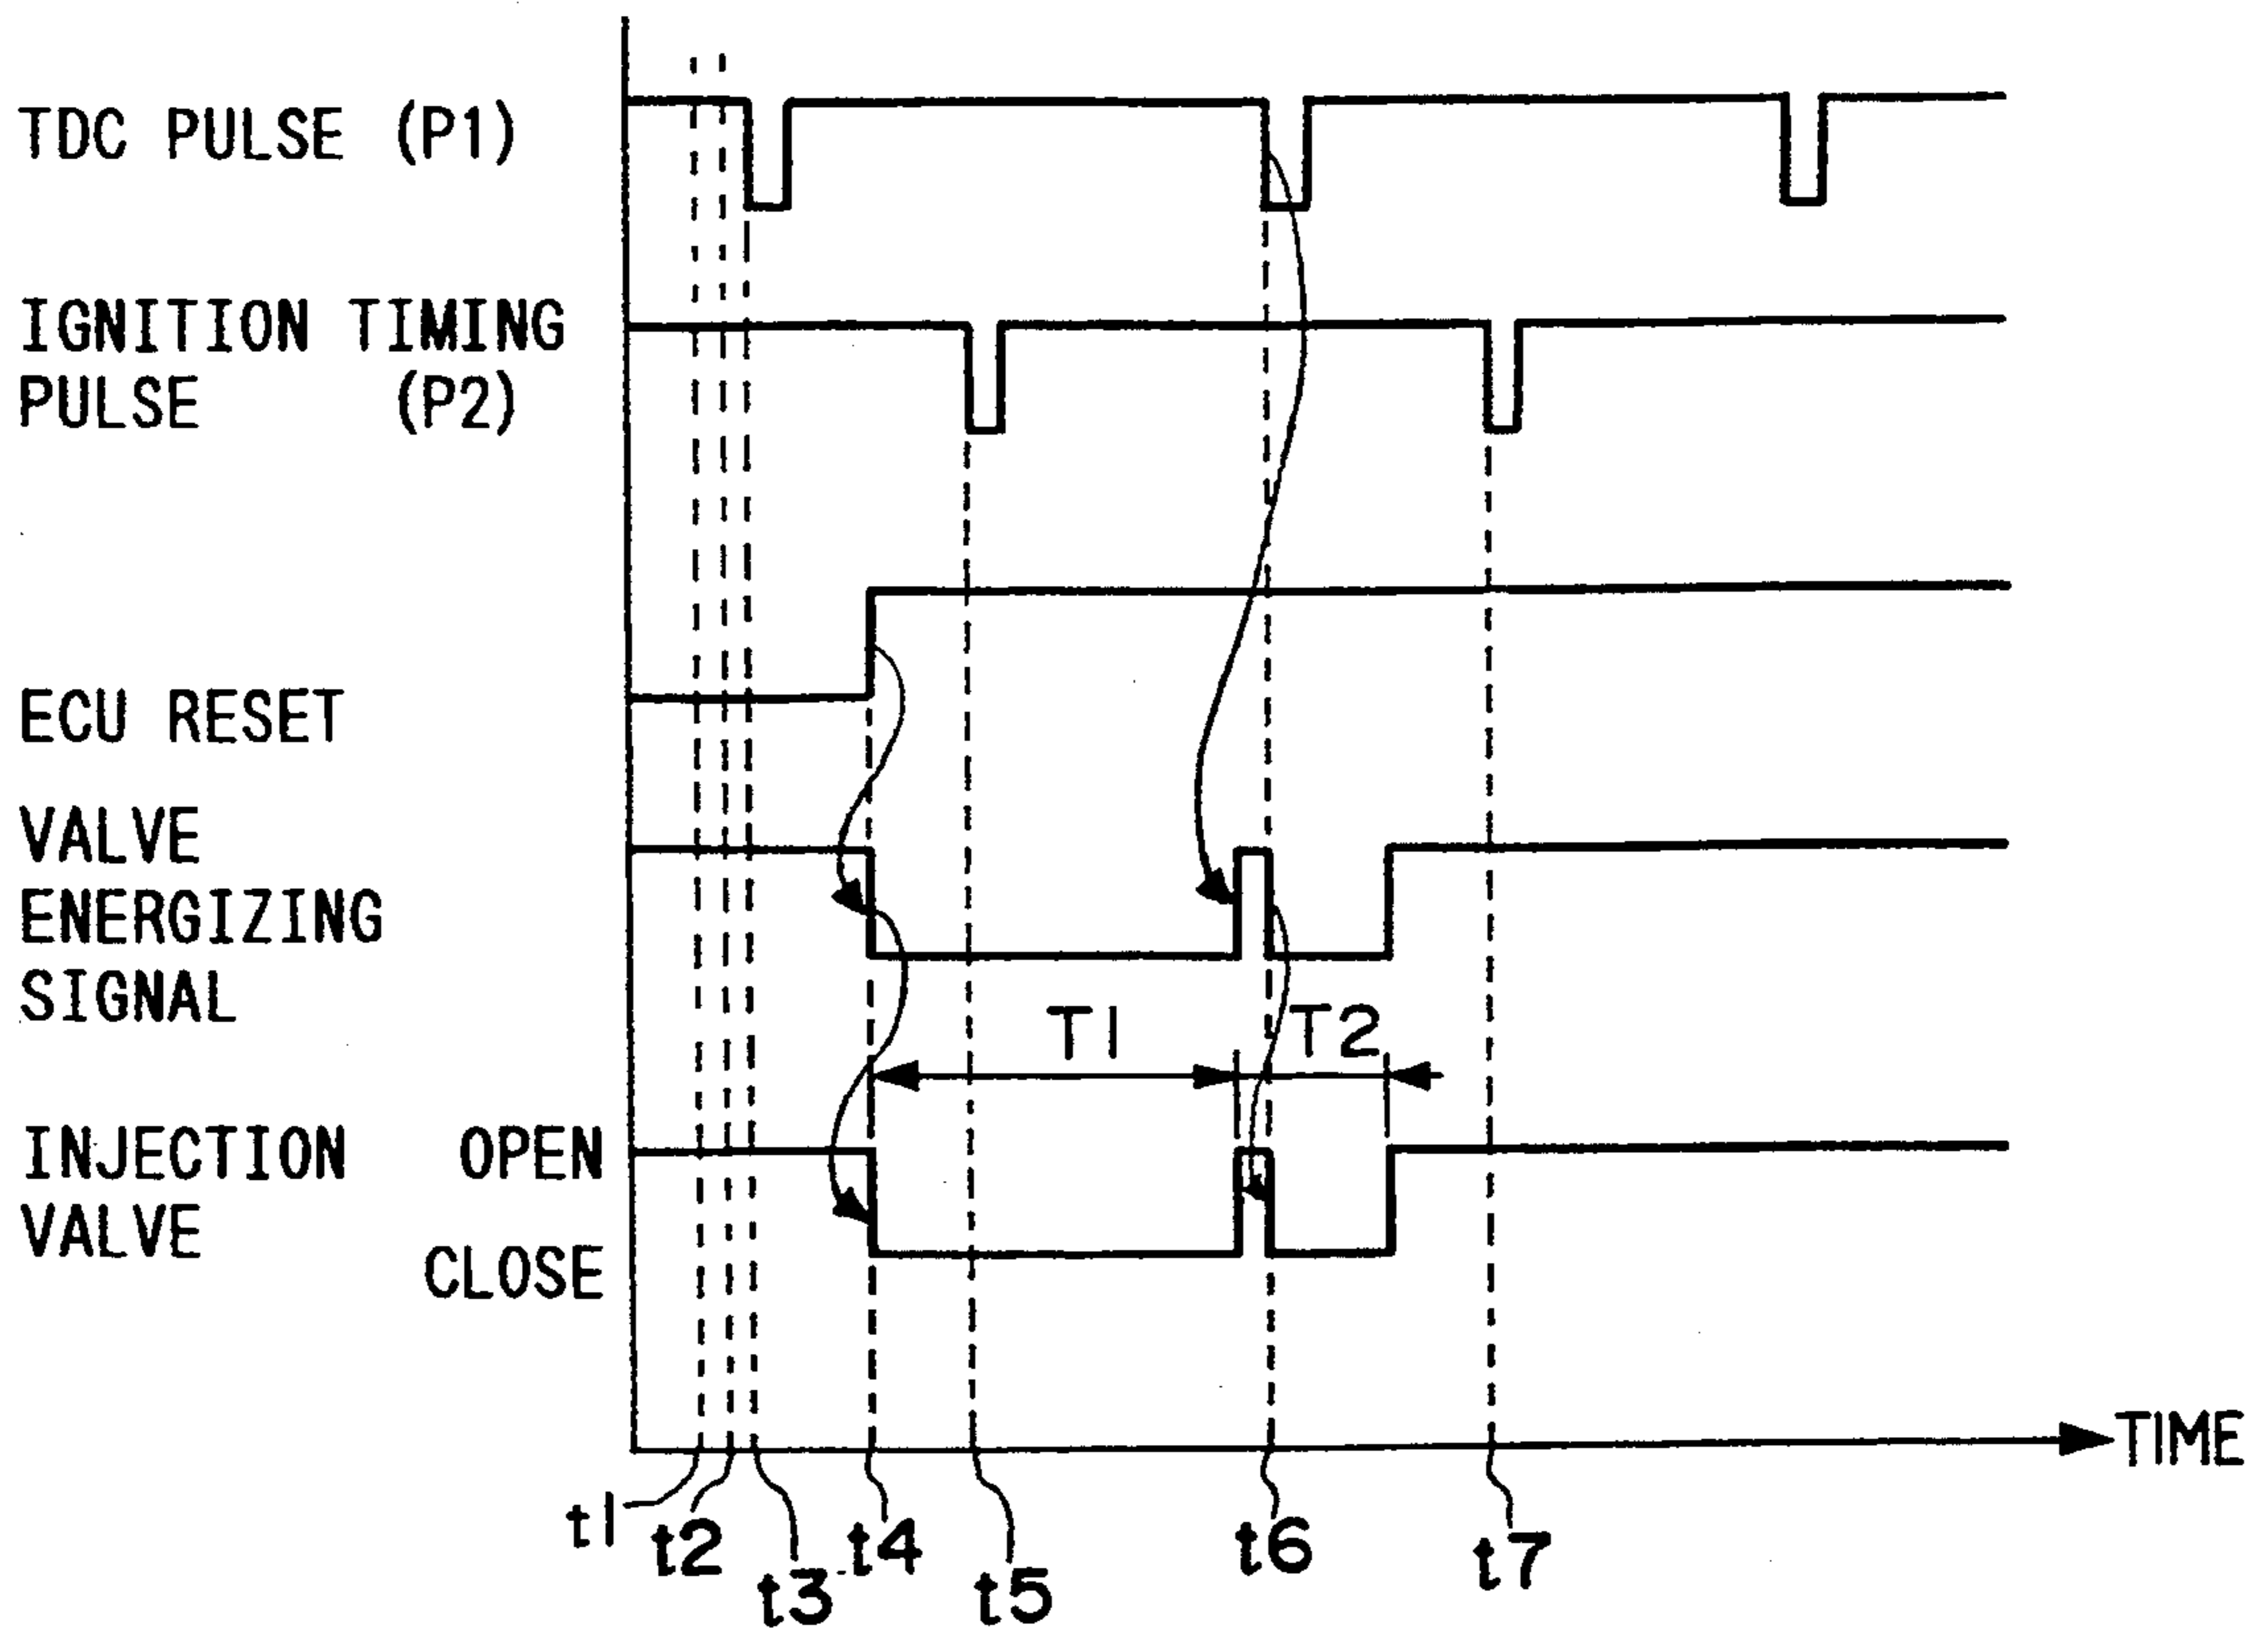 TDC PULSE (P1)
IGNITION TIMING
PULSE (P2)
ECU RESET
VALVE
ENERGIZING
SIGNAL
T1 T2
INJECTION OPEN
VALVE
CLOSE
TIME
t1 t2 t3 t4 t5 t6 t7